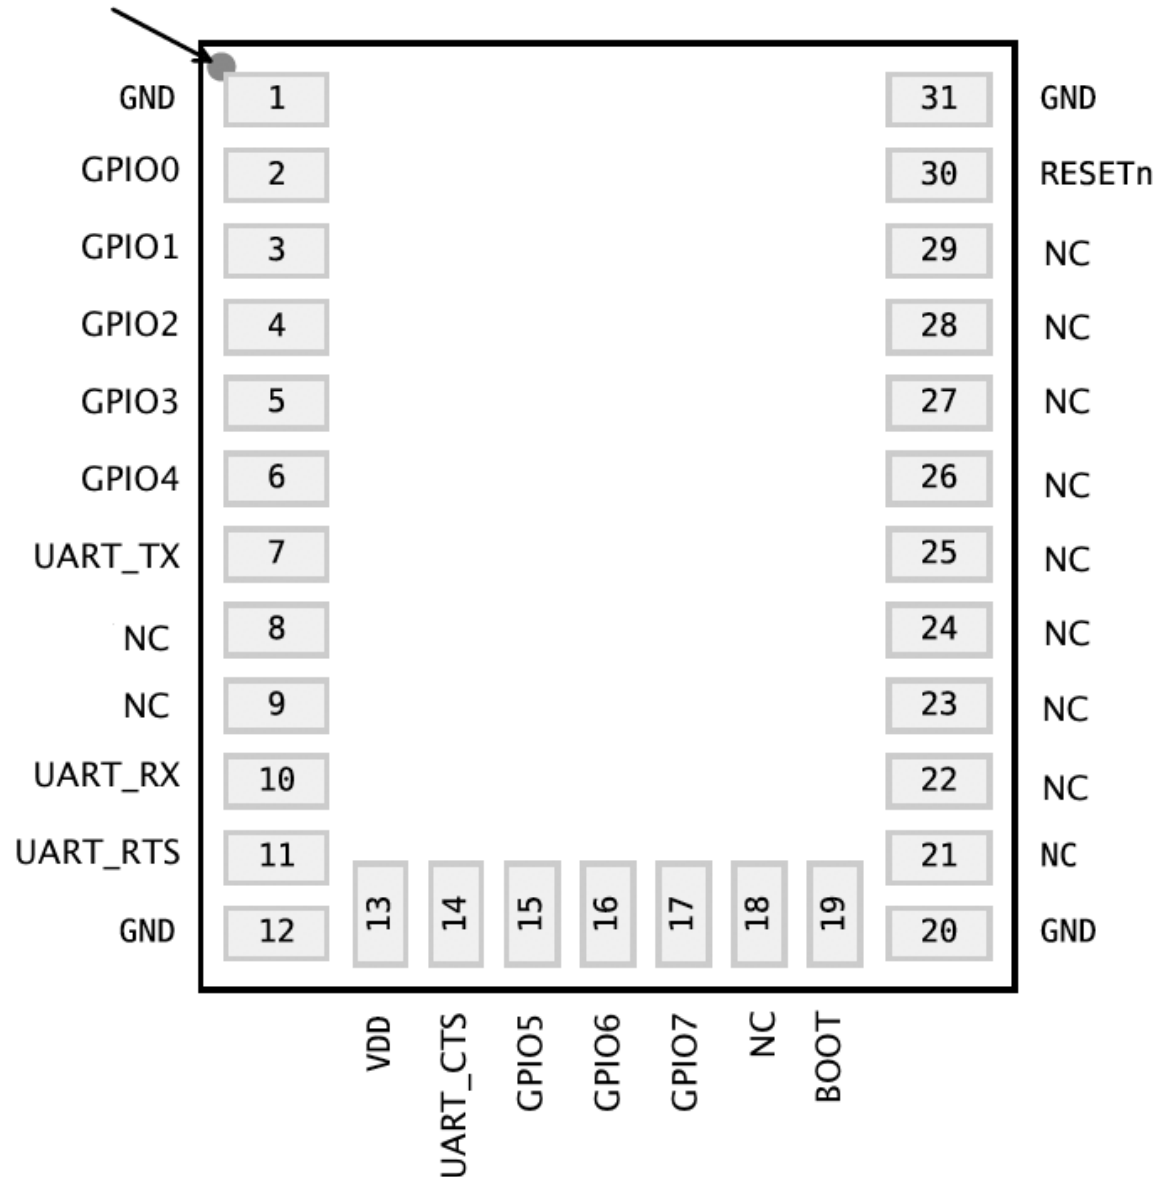 GND 1 31 GND
GPIO0 2 30 RESETn
GPIO1 3 29 NC
GPIO2 4 28 NC
GPIO3 5 27 NC
GPIO4 6 26 NC
UART_TX 7 25 NC
NC 8 24 NC
NC 9 23 NC
UART_RX 10 22 NC
UART_RTS 11 21 NC
GND 12 13 14 15 16 17 18 19 20 GND
VDD
UART_CTS
GPIO5
GPIO6
GPIO7
NC
BOOT